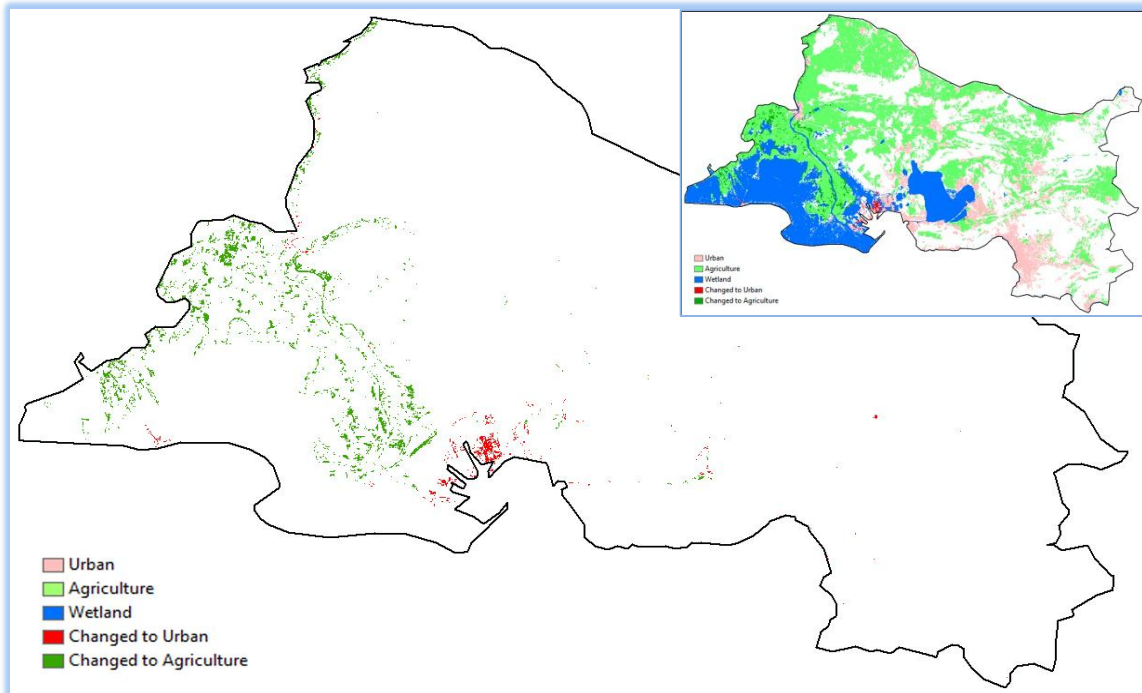 Urban
Agriculture
Wetland
Changed to Urban
Changed to Agriculture
Urban
Agriculture
Wetland
Changed to Urban
Changed to Agriculture